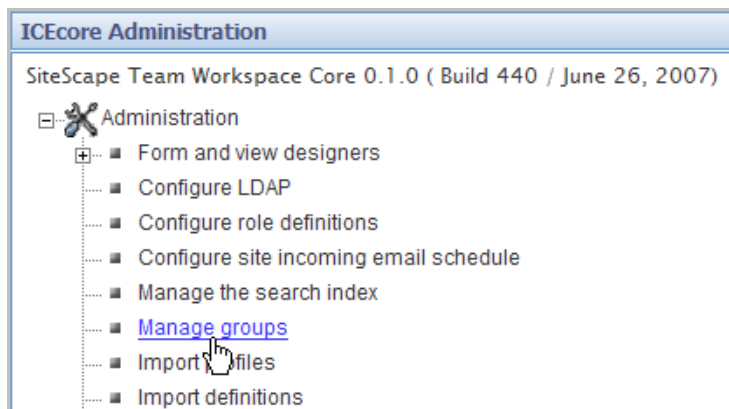 ICEcore Administration
SiteScape Team Workspace Core 0.1.0 ( Build 440 / June 26, 2007)
Administration
Form and view designers
Configure LDAP
Configure role definitions
Configure site incoming email schedule
Manage the search index
Manage groups
Import profiles
Import definitions